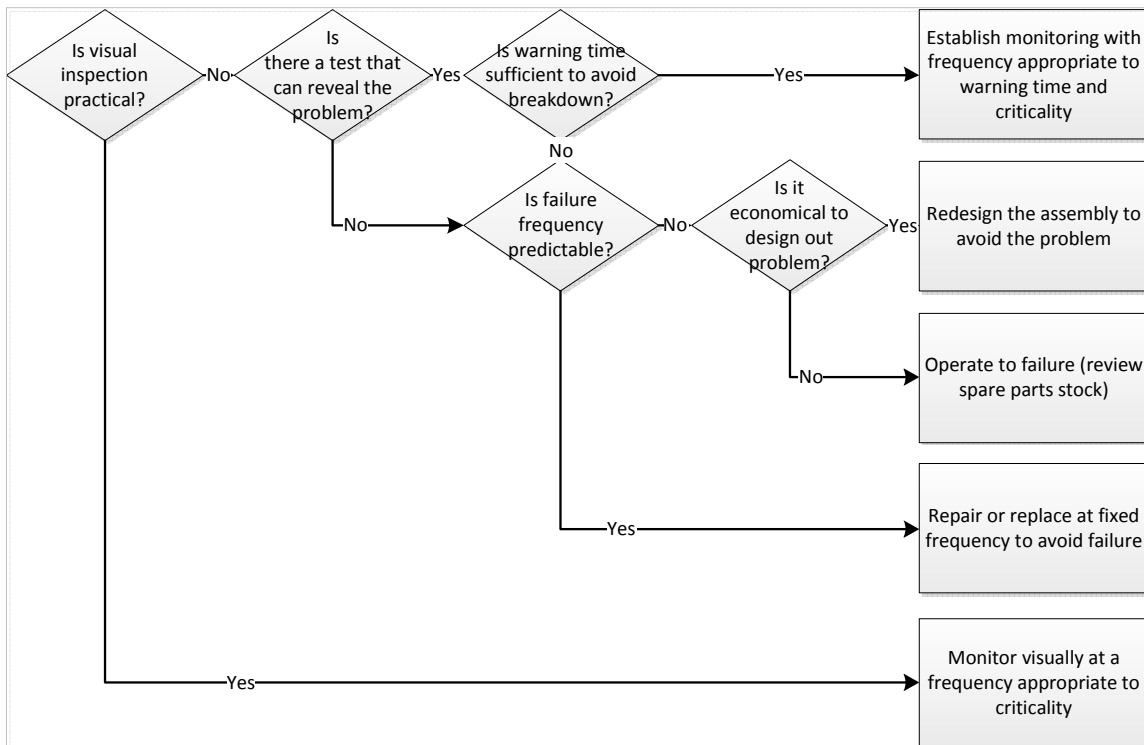 Is visual
inspection
practical?
No
Is
there a test that
can reveal the
problem?
Yes
Is warning time
sufficient to avoid
breakdown?
Yes
Establish monitoring with
frequency appropriate to
warning time and
criticality
No
No
Is failure
frequency
predictable?
No
Is it
economical to
design out
problem?
Yes
Redesign the assembly to
avoid the problem
No
Operate to failure (review
spare parts stock)
Yes
Repair or replace at fixed
frequency to avoid failure
Yes
Monitor visually at a
frequency appropriate to
criticality